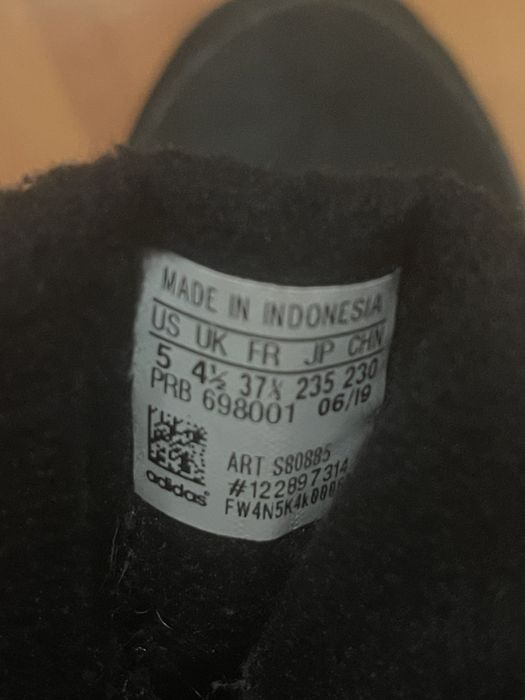 MADE IN INDONESIA
US UK FR JP CHN
5 4½ 37⅓ 235 230
PRB 698001 06/19
ART S80885
#122897314
FW4N5K4k000
adidas